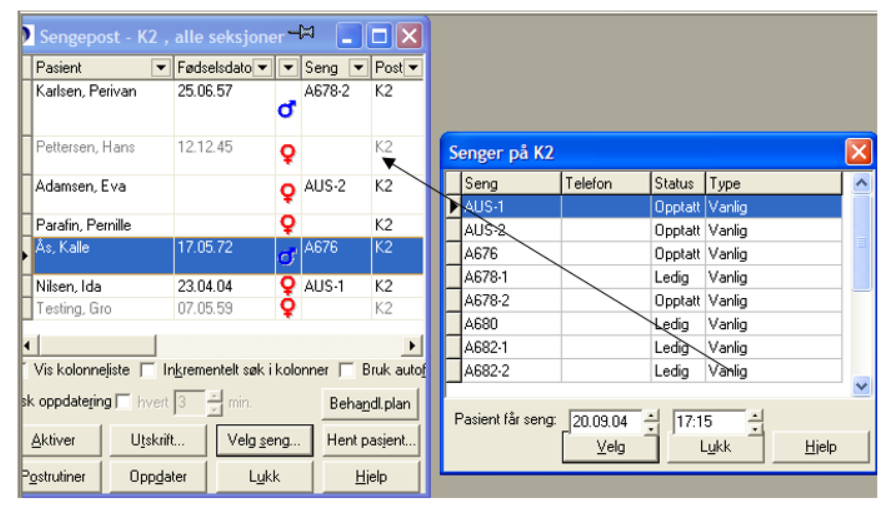 Sengepost - K2 , alle seksjoner
Pasient Fødselsdato Seng Post
Karlsen, Perivan 25.06.57 A678-2 K2
Pettersen, Hans 12.12.45 K2
Adamsen, Eva AUS-2 K2
Parafin, Pernille K2
Ås, Kalle 17.05.72 A676 K2
Nilsen, Ida 23.04.04 AUS-1 K2
Testing, Gro 07.05.59 K2
Vis kolonneliste Inkrementelt søk i kolonner Bruk autof
sk oppdatering hvert 3 min. Behandl.plan
Aktiver Utskrift... Velg seng... Hent pasient...
Postrutiner Oppdater Lukk Hjelp
Senger på K2
Seng Telefon Status Type
AUS-1 Opptatt Vanlig
AUS-2 Opptatt Vanlig
A676 Opptatt Vanlig
A678-1 Ledig Vanlig
A678-2 Opptatt Vanlig
A680 Ledig Vanlig
A682-1 Ledig Vanlig
A682-2 Ledig Vanlig
Pasient får seng: 20.09.04 17:15
Velg Lukk Hjelp